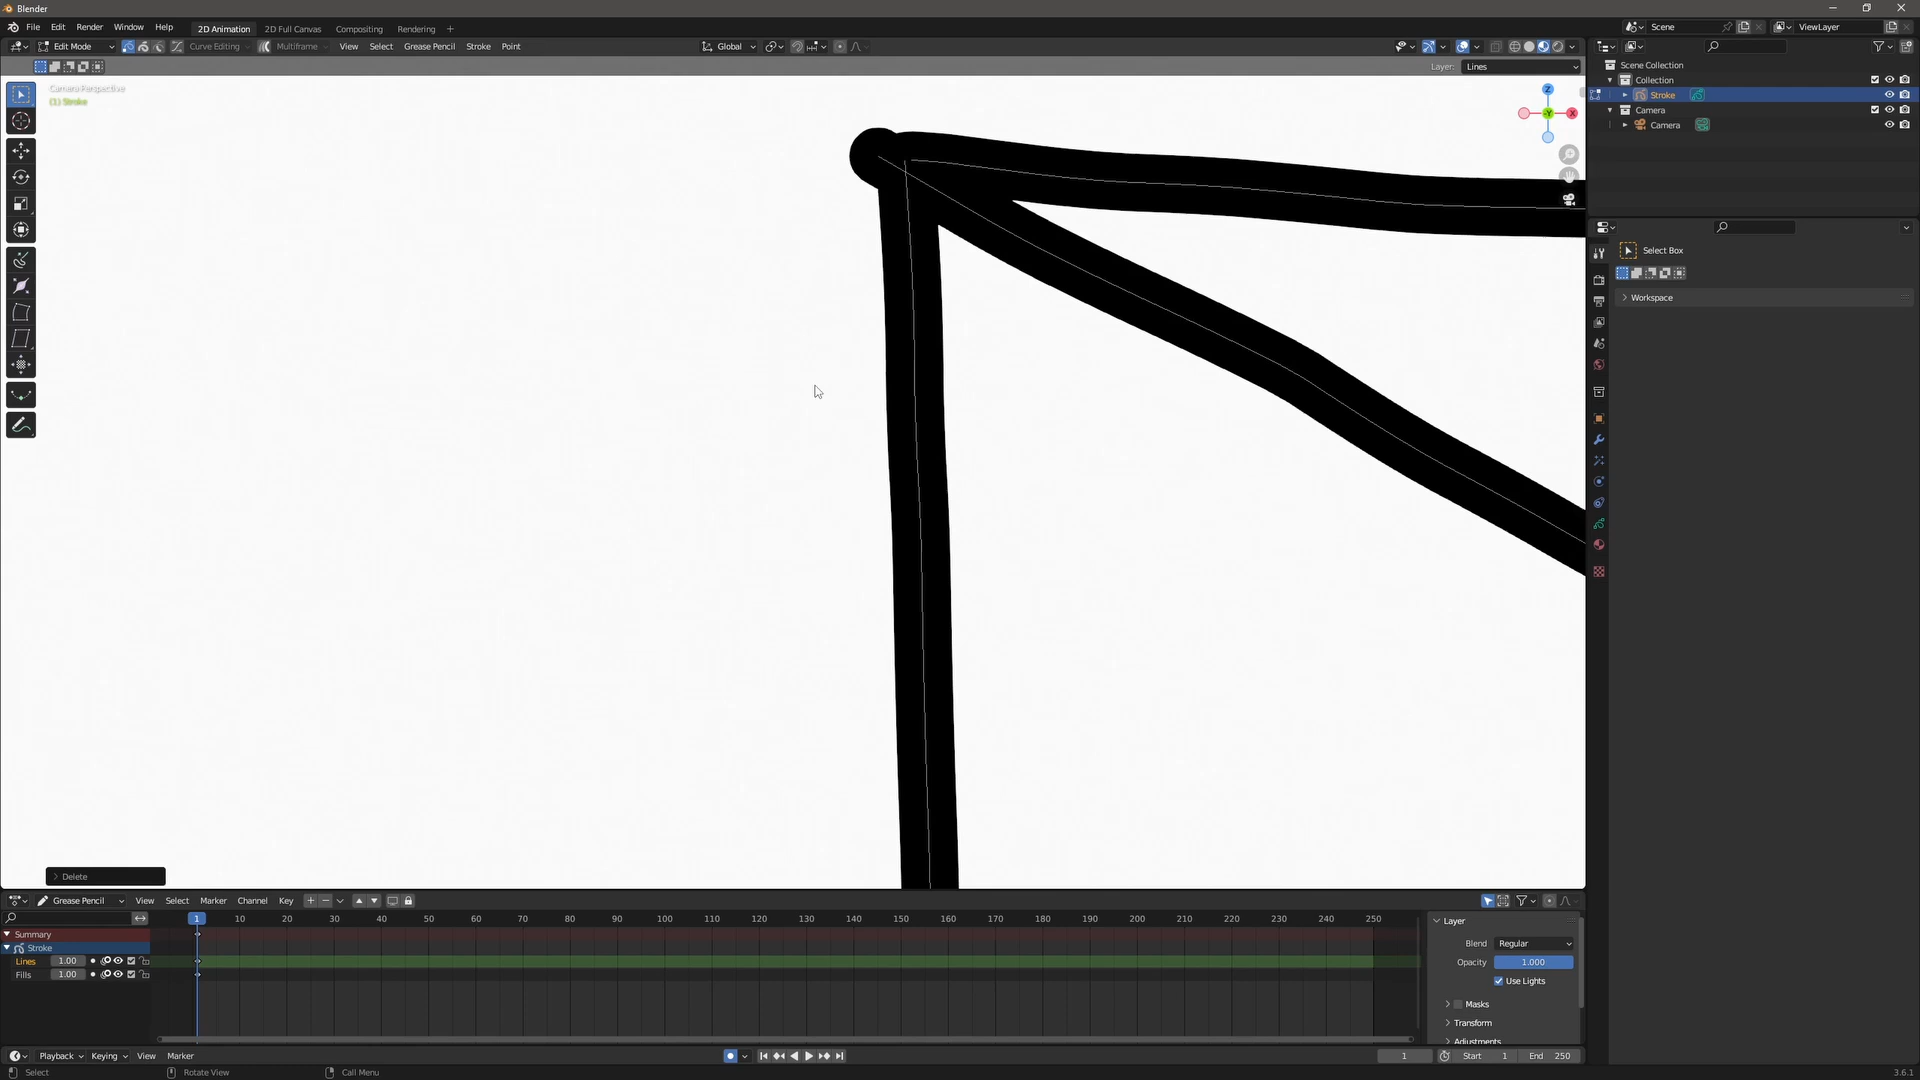 Blender
File Edit Render Window Help 2D Animation 2D Full Canvas Compositing Rendering + Scene ViewLayer
Edit Mode Curve Editing Multiframe View Select Grease Pencil Stroke Point Global
Layer: Lines
Camera Perspective
(1) Stroke
Z
-Y
X
Scene Collection
Collection
Stroke
Camera
Camera
Select Box
Workspace
Delete
Grease Pencil View Select Marker Channel Key
1 10 20 30 40 50 60 70 80 90 100 110 120 130 140 150 160 170 180 190 200 210 220 230 240 250
Summary
Stroke
Lines 1.00
Fills 1.00
Layer
Blend Regular
Opacity 1.000
Use Lights
Masks
Transform
Adjustments
Playback Keying View Marker 1 Start 1 End 250
Select Rotate View Call Menu 3.6.1